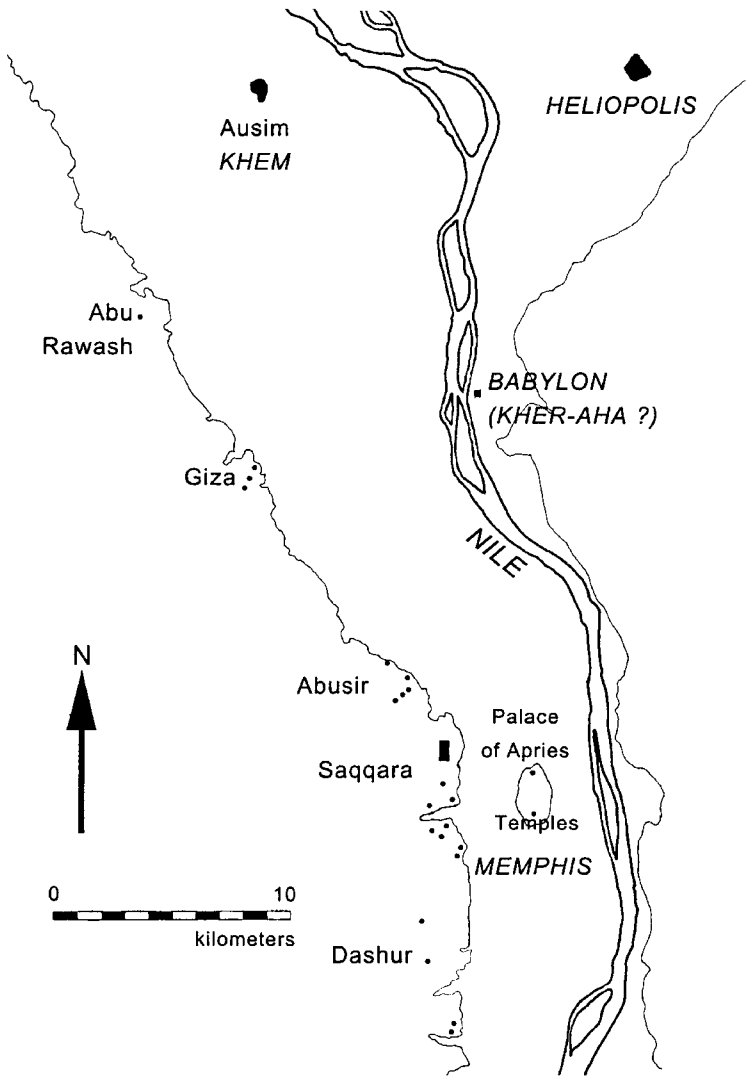 HELIOPOLIS
Ausim
KHEM
Abu
Rawash
BABYLON
(KHER-AHA ?)
Giza
NILE
N
Abusir
Palace
of Apries
Saqqara
Temples
MEMPHIS
0 10
kilometers
Dashur